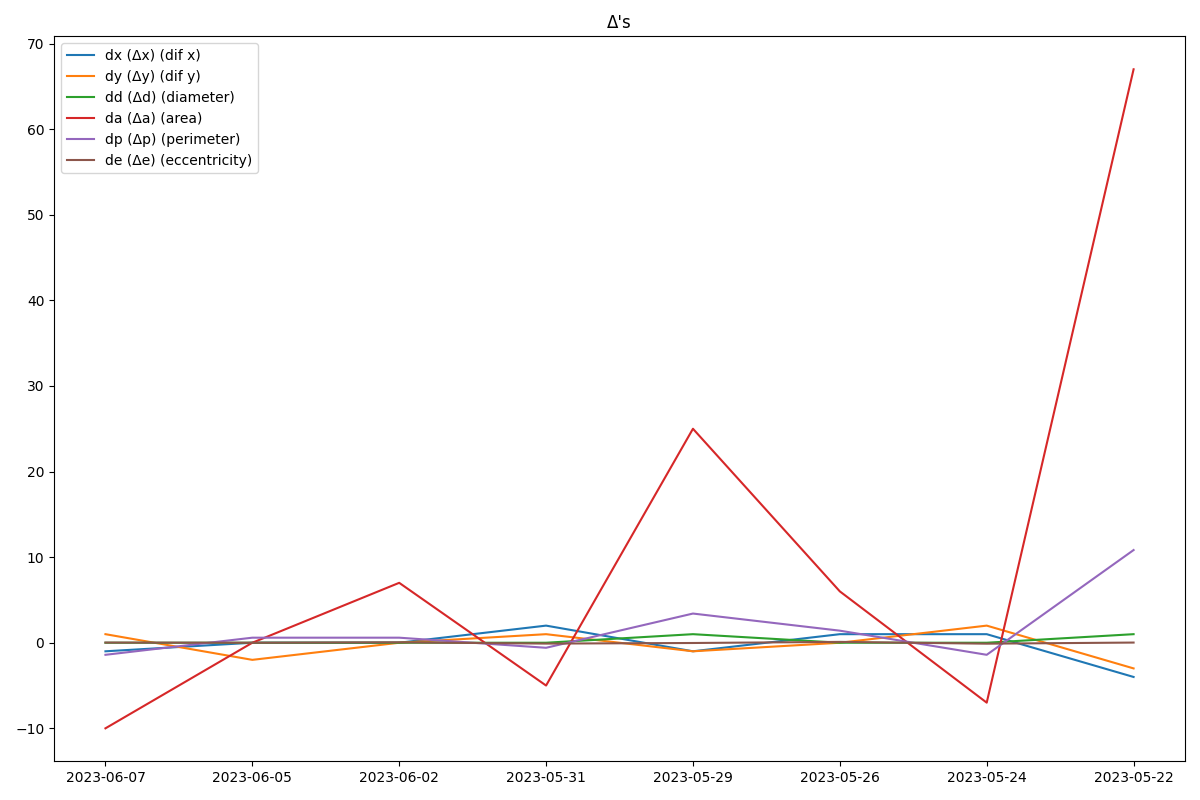 Δ's
dx (Δx) (dif x)
dy (Δy) (dif y)
dd (Δd) (diameter)
da (Δa) (area)
dp (Δp) (perimeter)
de (Δe) (eccentricity)
70
60
50
40
30
20
10
0
−10
2023-06-07 2023-06-05 2023-06-02 2023-05-31 2023-05-29 2023-05-26 2023-05-24 2023-05-22